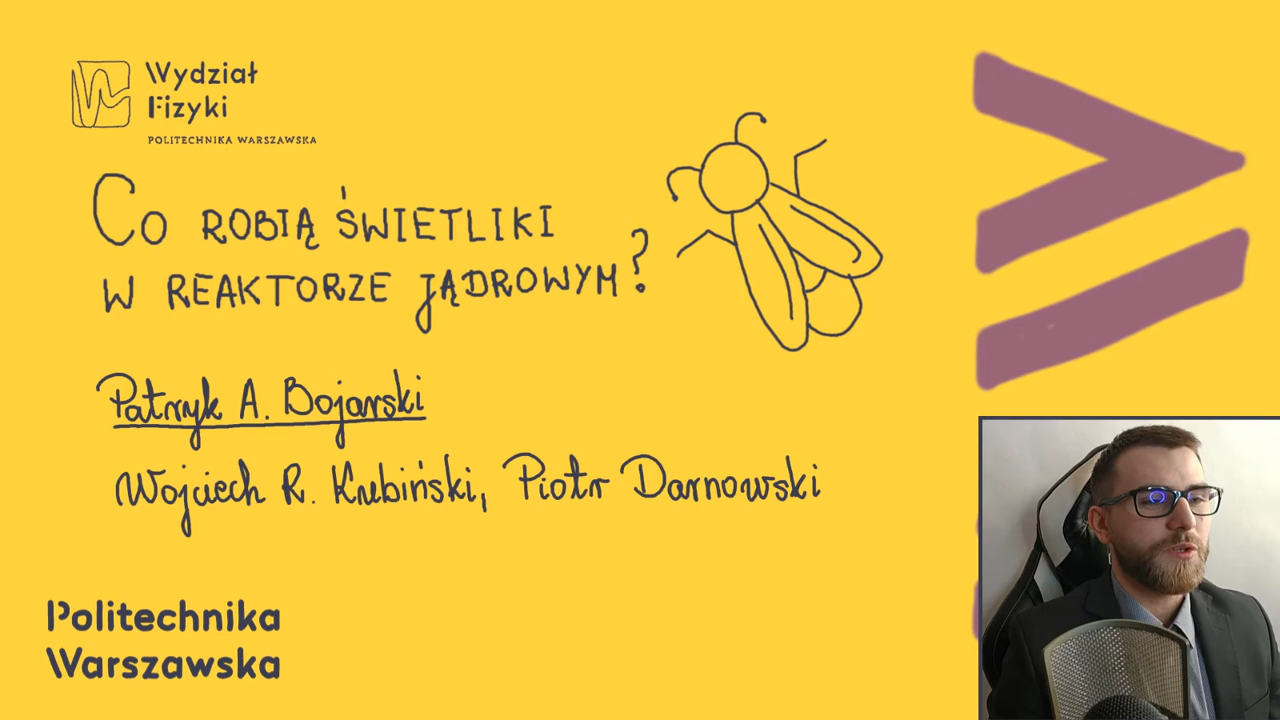 Wydział
Fizyki
POLITECHNIKA WARSZAWSKA
CO ROBIĄ ŚWIETLIKI
W REAKTORZE JĄDROWYM?
Patryk A. Bojarski
Wojciech R. Kubiński, Piotr Darnowski
Politechnika
Warszawska